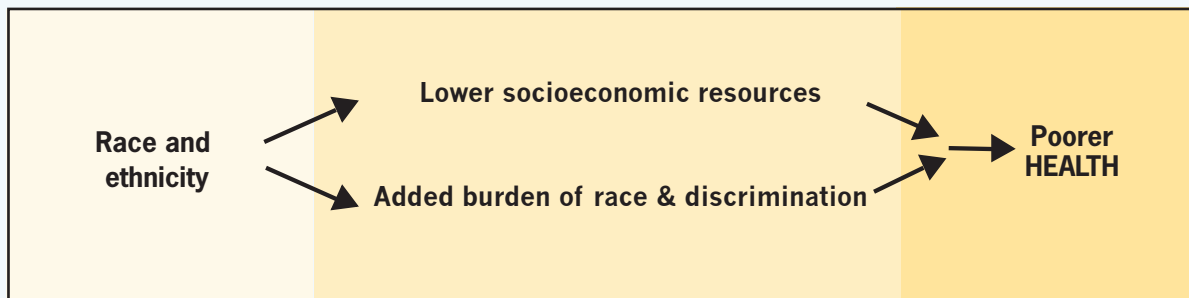 Lower socioeconomic resources
Race and
ethnicity
Added burden of race & discrimination
Poorer
HEALTH